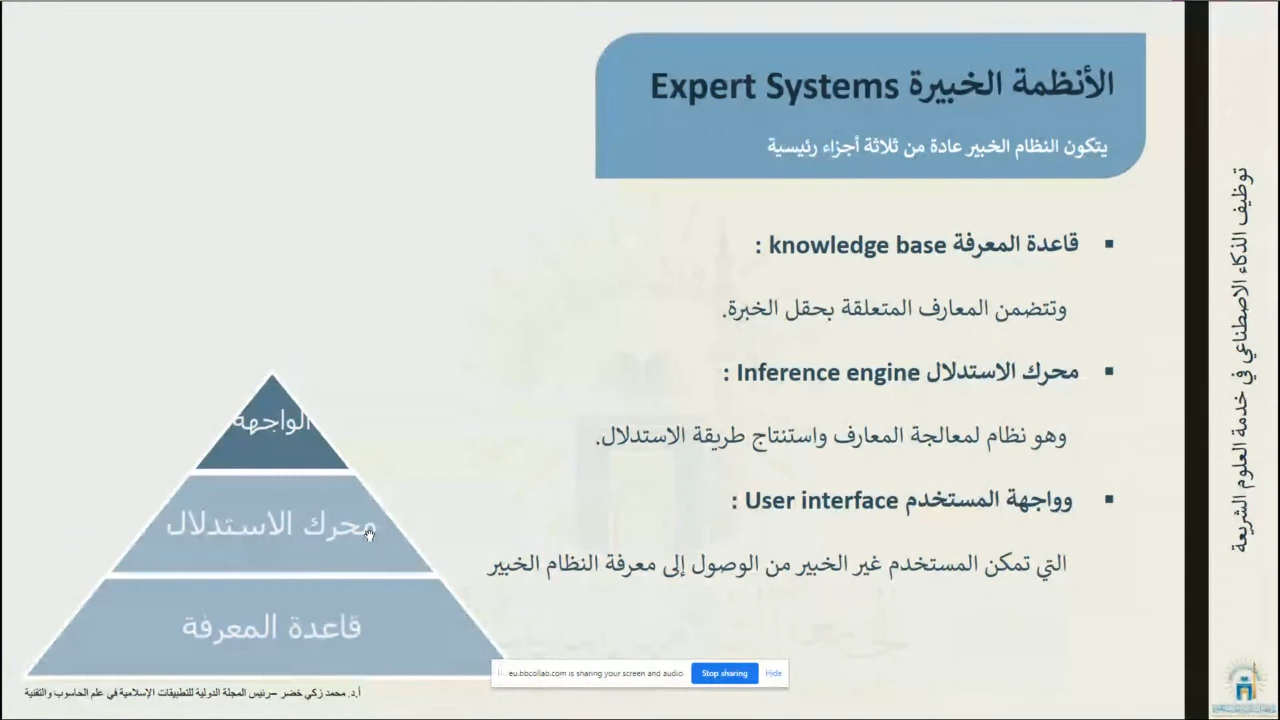 الأنظمة الخبيرة Expert Systems
يتكون النظام الخبير عادة من ثلاثة أجزاء رئيسية
▪ قاعدة المعرفة knowledge base :
وتتضمن المعارف المتعلقة بحقل الخبرة.
▪ محرك الاستدلال Inference engine :
وهو نظام لمعالجة المعارف واستنتاج طريقة الاستدلال.
▪ وواجهة المستخدم User interface :
التي تمكن المستخدم غير الخبير من الوصول إلى معرفة النظام الخبير
الواجهة
محرك الاستدلال
قاعدة المعرفة
توظيف الذكاء الاصطناعي في خدمة العلوم الشريعة
eu.bbcollab.com is sharing your screen and audio.
Stop sharing
Hide
أ.د. محمد زكي خضر –رئيس المجلة الدولية للتطبيقات الإسلامية في علم الحاسوب والتقنية